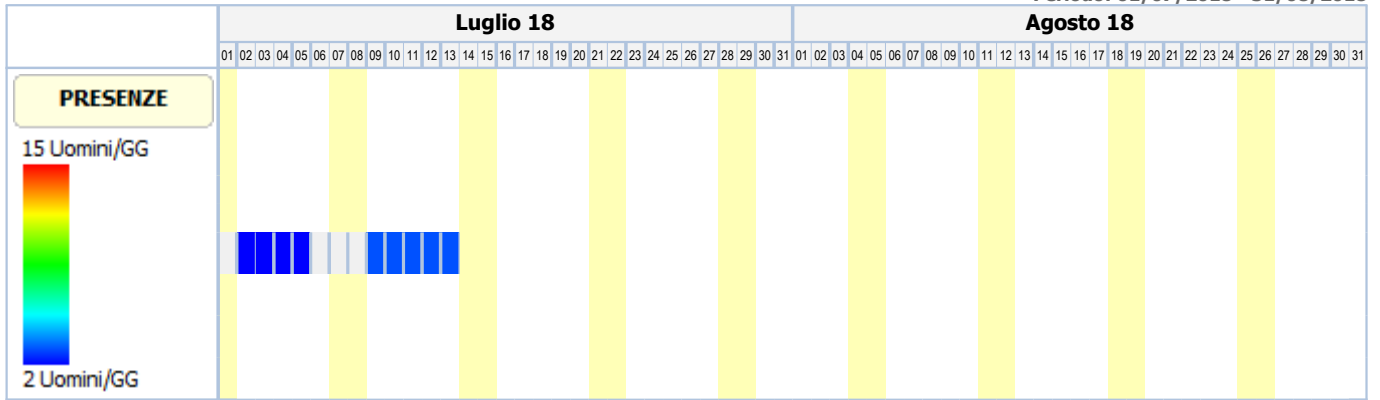 Luglio 18 Agosto 18
01 02 03 04 05 06 07 08 09 10 11 12 13 14 15 16 17 18 19 20 21 22 23 24 25 26 27 28 29 30 31 01 02 03 04 05 06 07 08 09 10 11 12 13 14 15 16 17 18 19 20 21 22 23 24 25 26 27 28 29 30 31
PRESENZE
15 Uomini/GG
2 Uomini/GG